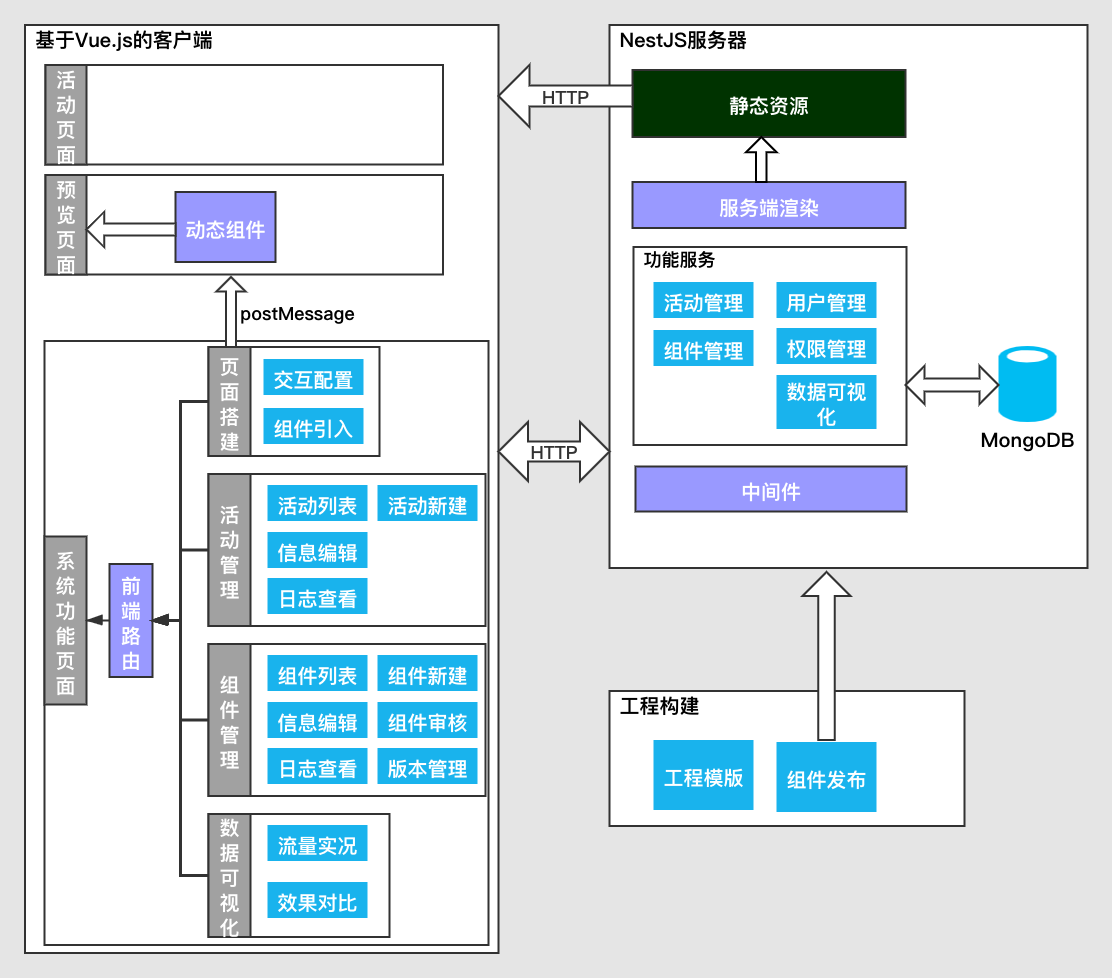 基于Vue.js的客户端
活动页面
预览页面
动态组件
postMessage
页面搭建
交互配置
组件引入
活动管理
活动列表
活动新建
信息编辑
日志查看
系统功能页面
前端路由
组件管理
组件列表
组件新建
信息编辑
组件审核
日志查看
版本管理
数据可视化
流量实况
效果对比
HTTP
HTTP
NestJS服务器
静态资源
服务端渲染
功能服务
活动管理
用户管理
组件管理
权限管理
数据可视
化
MongoDB
中间件
工程构建
工程模版
组件发布